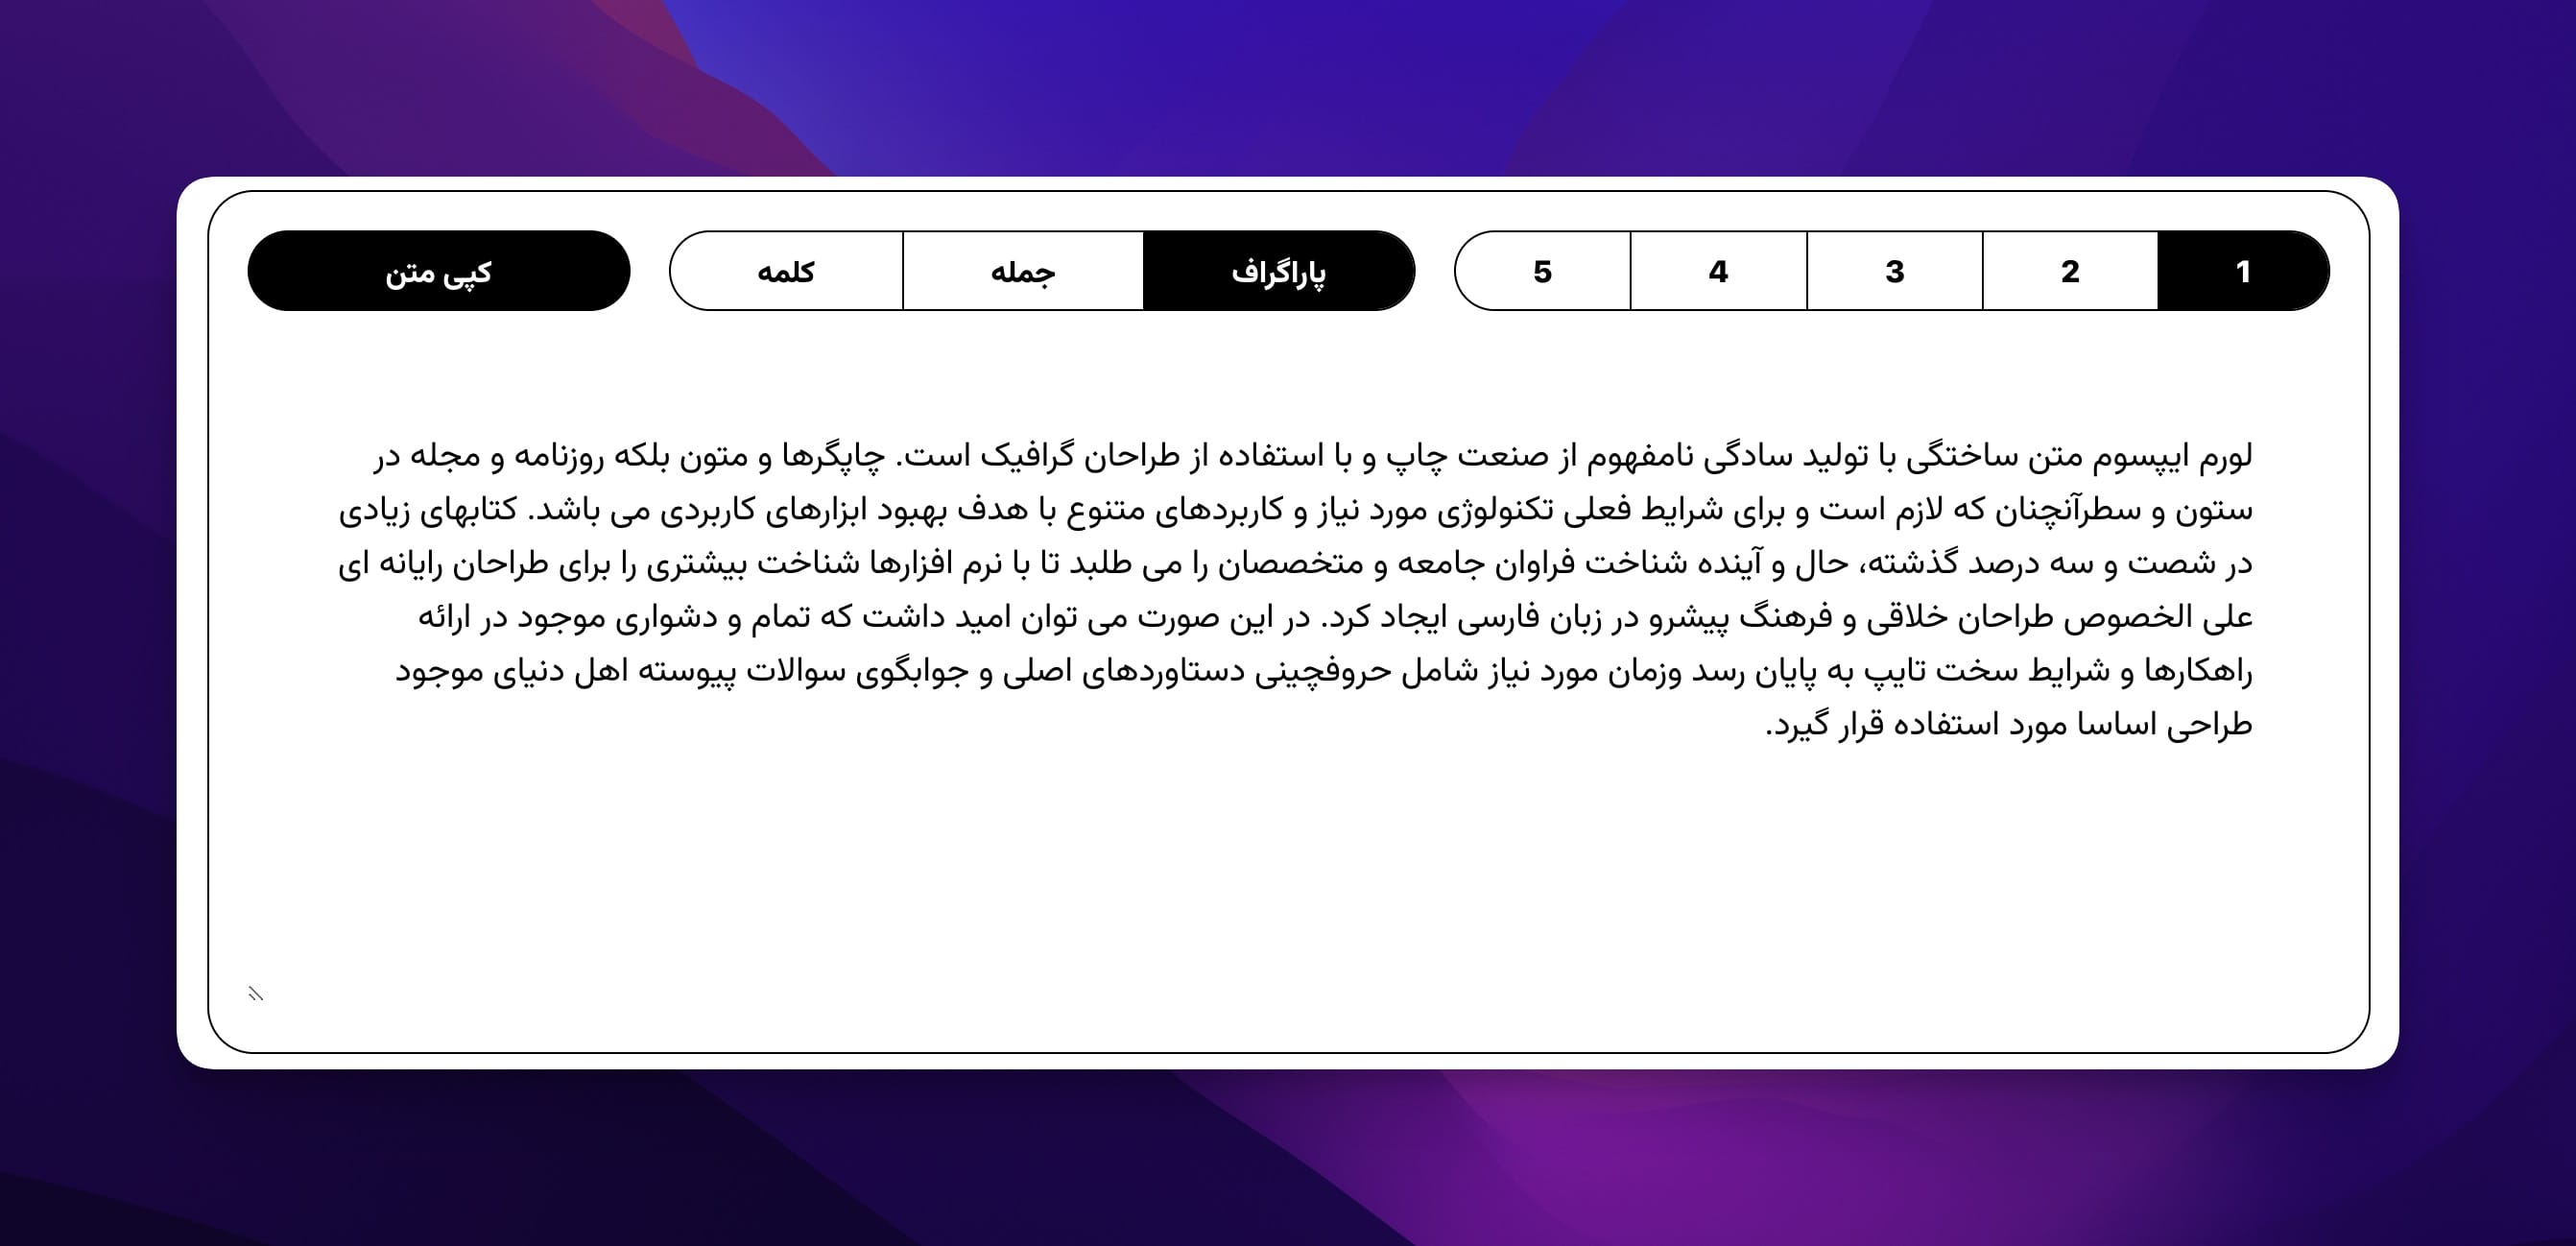 1
2
3
4
5
پاراگراف
جمله
کلمه
کپی متن
لورم ایپسوم متن ساختگی با تولید سادگی نامفهوم از صنعت چاپ و با استفاده از طراحان گرافیک است. چاپگرها و متون بلکه روزنامه و مجله در
ستون و سطرآنچنان که لازم است و برای شرایط فعلی تکنولوژی مورد نیاز و کاربردهای متنوع با هدف بهبود ابزارهای کاربردی می باشد. کتابهای زیادی
در شصت و سه درصد گذشته، حال و آینده شناخت فراوان جامعه و متخصصان را می طلبد تا با نرم افزارها شناخت بیشتری را برای طراحان رایانه ای
علی الخصوص طراحان خلاقی و فرهنگ پیشرو در زبان فارسی ایجاد کرد. در این صورت می توان امید داشت که تمام و دشواری موجود در ارائه
راهکارها و شرایط سخت تایپ به پایان رسد وزمان مورد نیاز شامل حروفچینی دستاوردهای اصلی و جوابگوی سوالات پیوسته اهل دنیای موجود
طراحی اساسا مورد استفاده قرار گیرد.